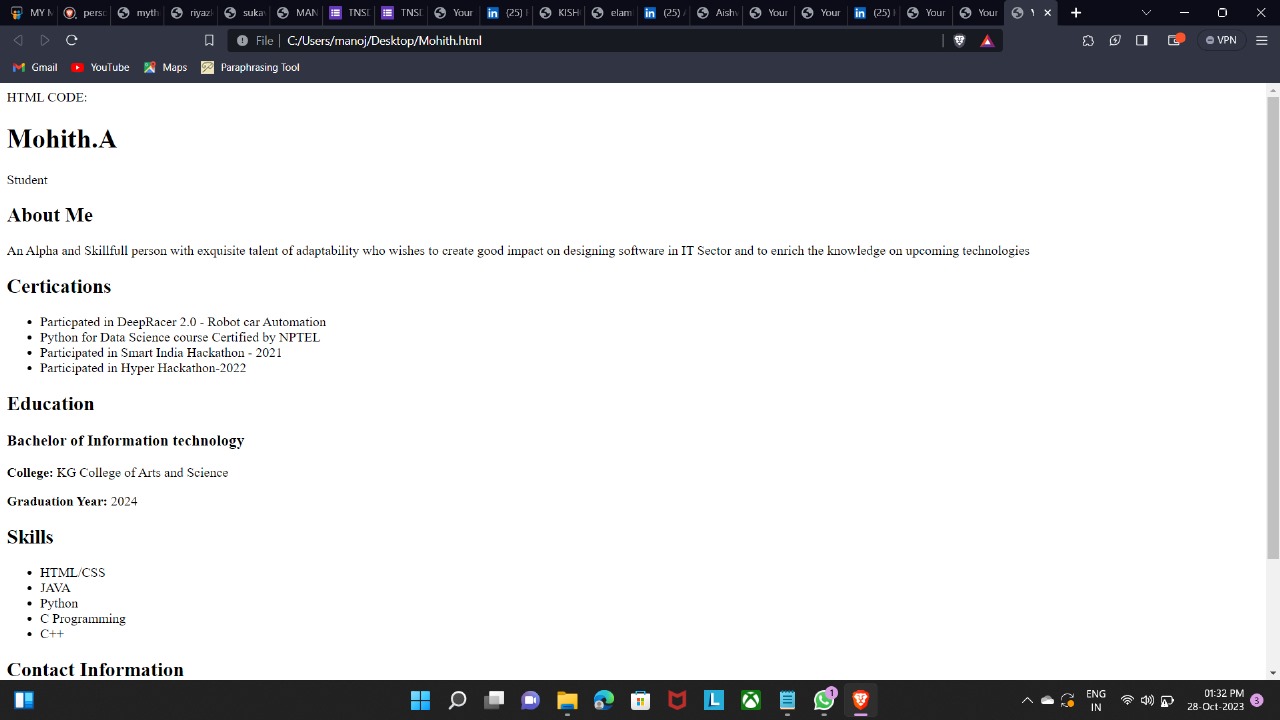 MY M
perso
myth
riyaz
suka
MAN
TNSD
TNSD
Your
(25) I
KISH
elam
(25) /
Aishw
Your
Your
(25) I
Your
Your
File C:/Users/manoj/Desktop/Mohith.html
VPN
Gmail YouTube Maps Paraphrasing Tool
HTML CODE:
Mohith.A
Student
About Me
An Alpha and Skillfull person with exquisite talent of adaptability who wishes to create good impact on designing software in IT Sector and to enrich the knowledge on upcoming technologies
Certications
• Particpated in DeepRacer 2.0 - Robot car Automation
• Python for Data Science course Certified by NPTEL
• Participated in Smart India Hackathon - 2021
• Participated in Hyper Hackathon-2022
Education
Bachelor of Information technology
College: KG College of Arts and Science
Graduation Year: 2024
Skills
• HTML/CSS
• JAVA
• Python
• C Programming
• C++
Contact Information
1
ENG
IN
01:32 PM
28-Oct-2023
3